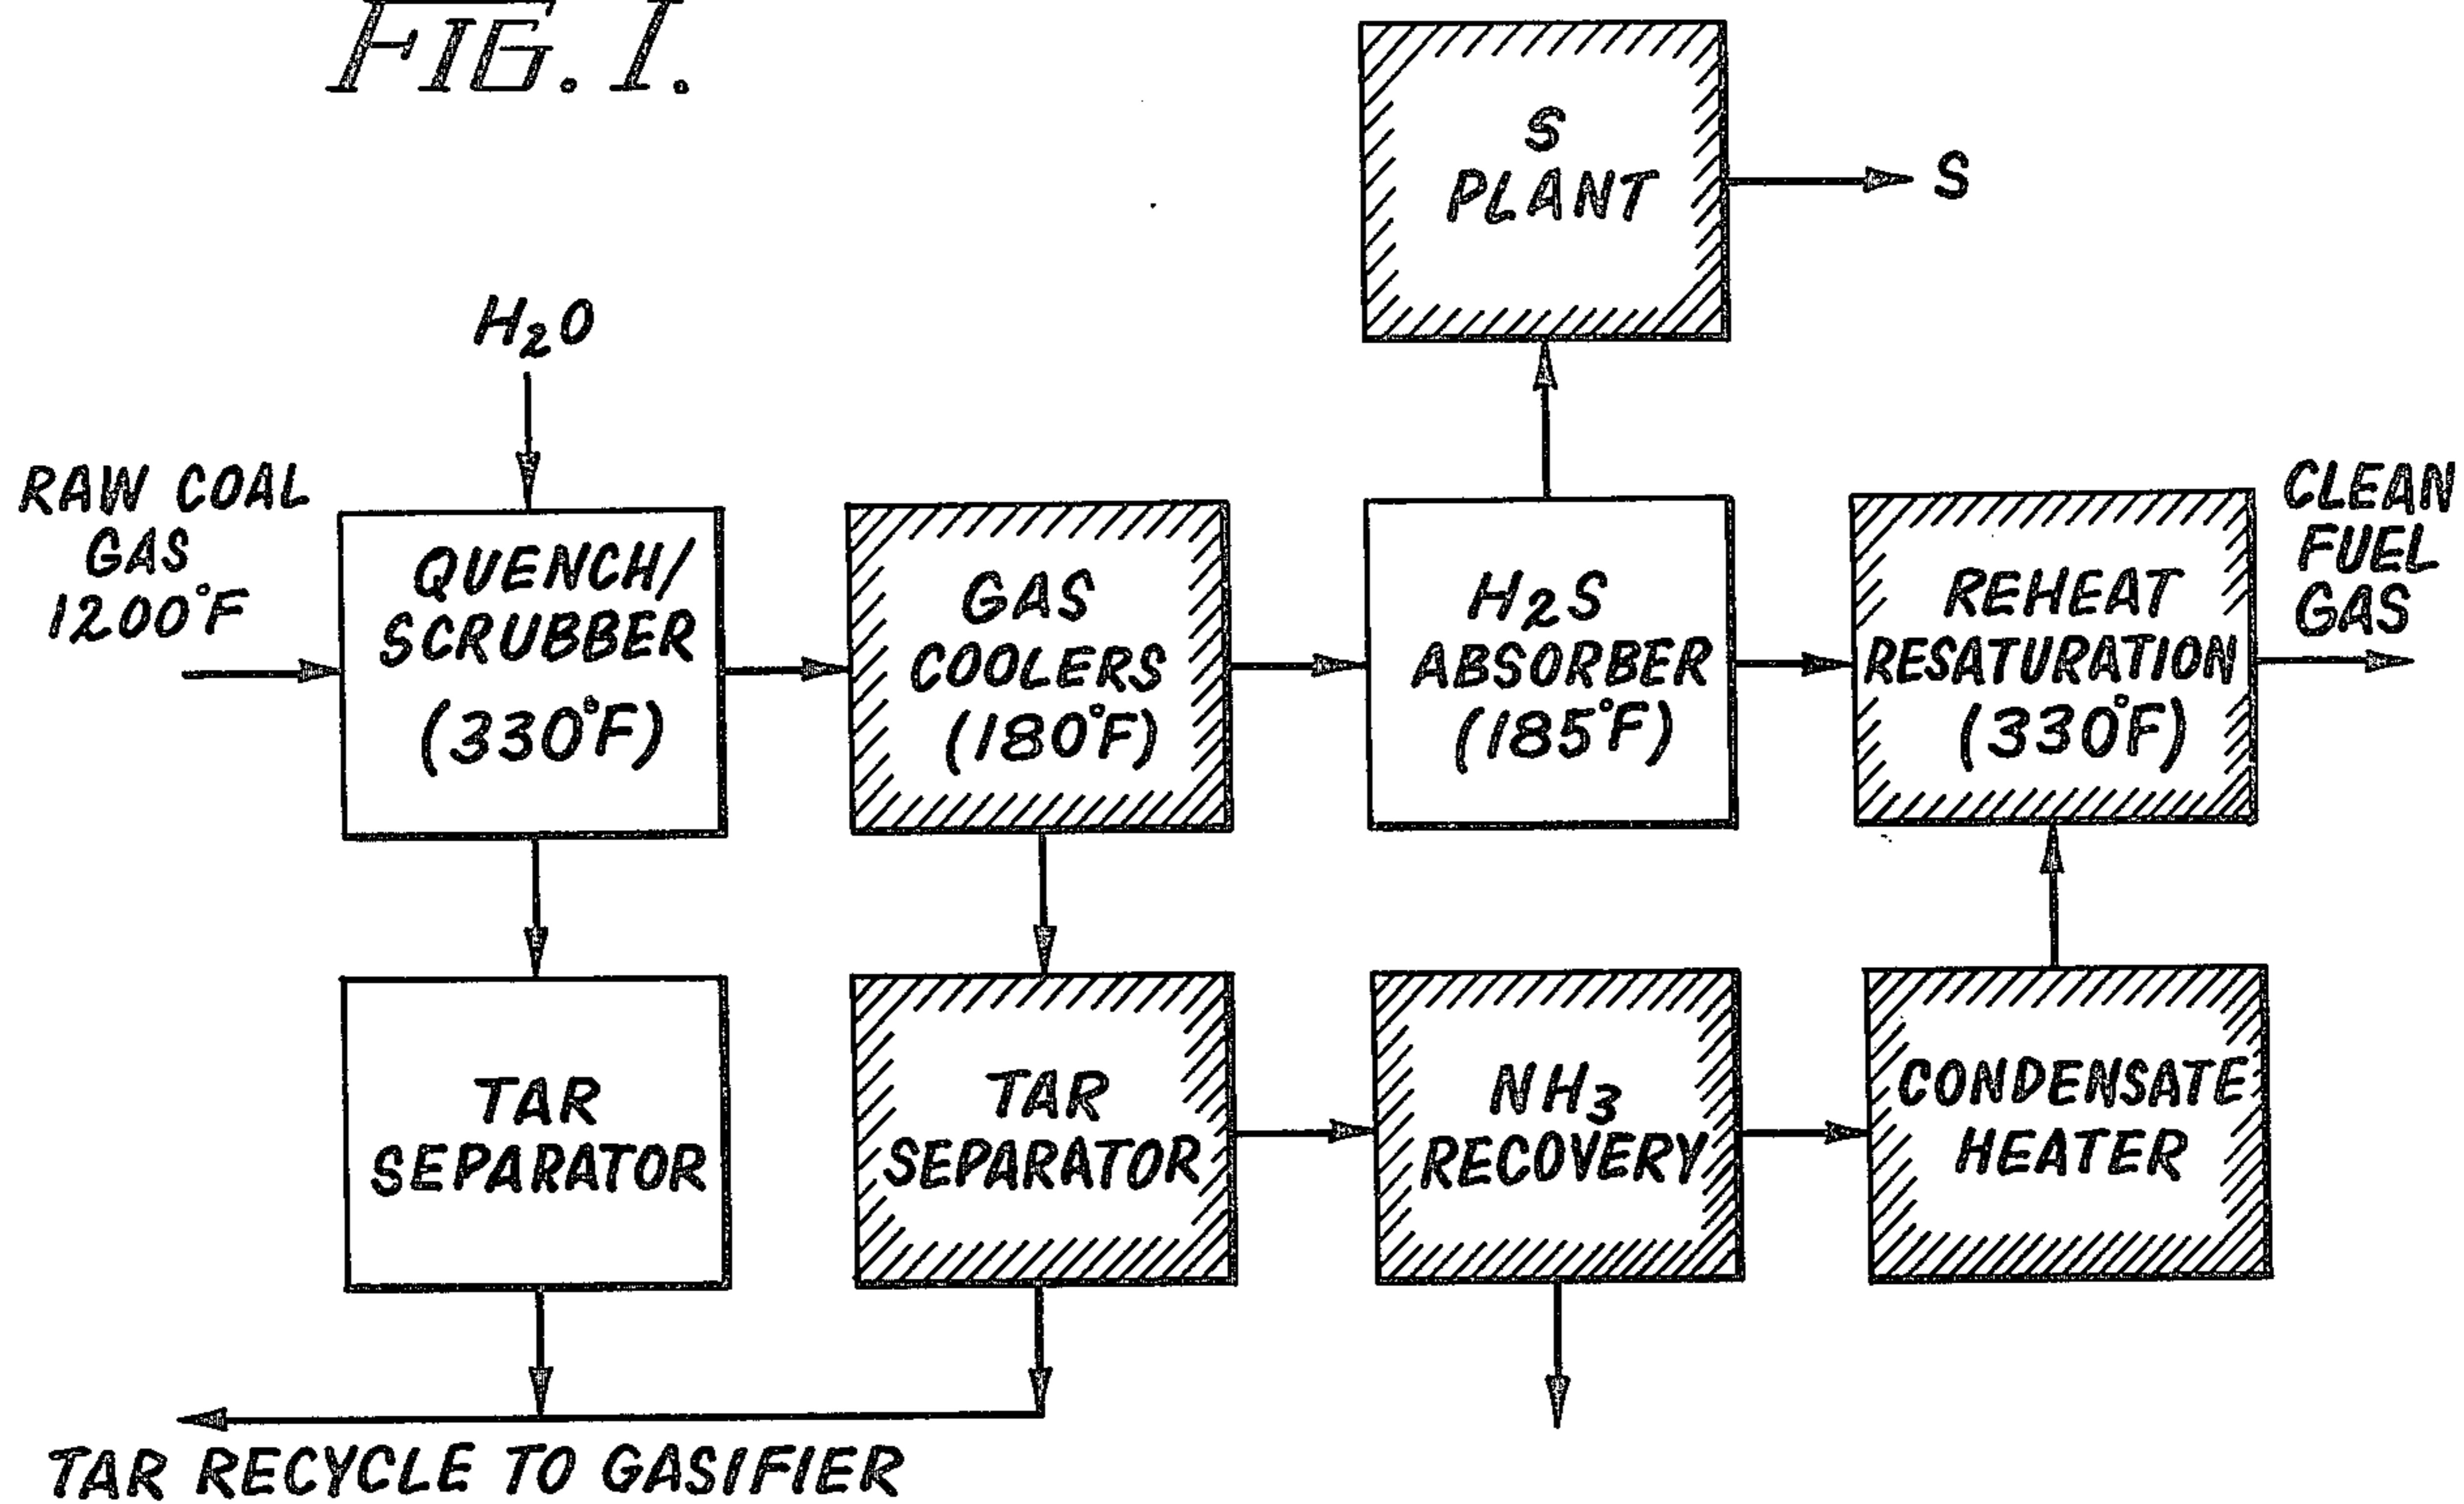 FIG. 1.
S
PLANT
S
H₂O
RAW COAL
GAS
1200°F
QUENCH/
SCRUBBER
(330°F)
GAS
COOLERS
(180°F)
H₂S
ABSORBER
(185°F)
REHEAT
RESATURATION
(330°F)
CLEAN
FUEL
GAS
TAR
SEPARATOR
TAR
SEPARATOR
NH₃
RECOVERY
CONDENSATE
HEATER
TAR RECYCLE TO GASIFIER